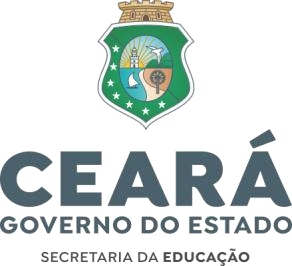 CEARÁ
GOVERNO DO ESTADO
SECRETARIA DA EDUCAÇÃO